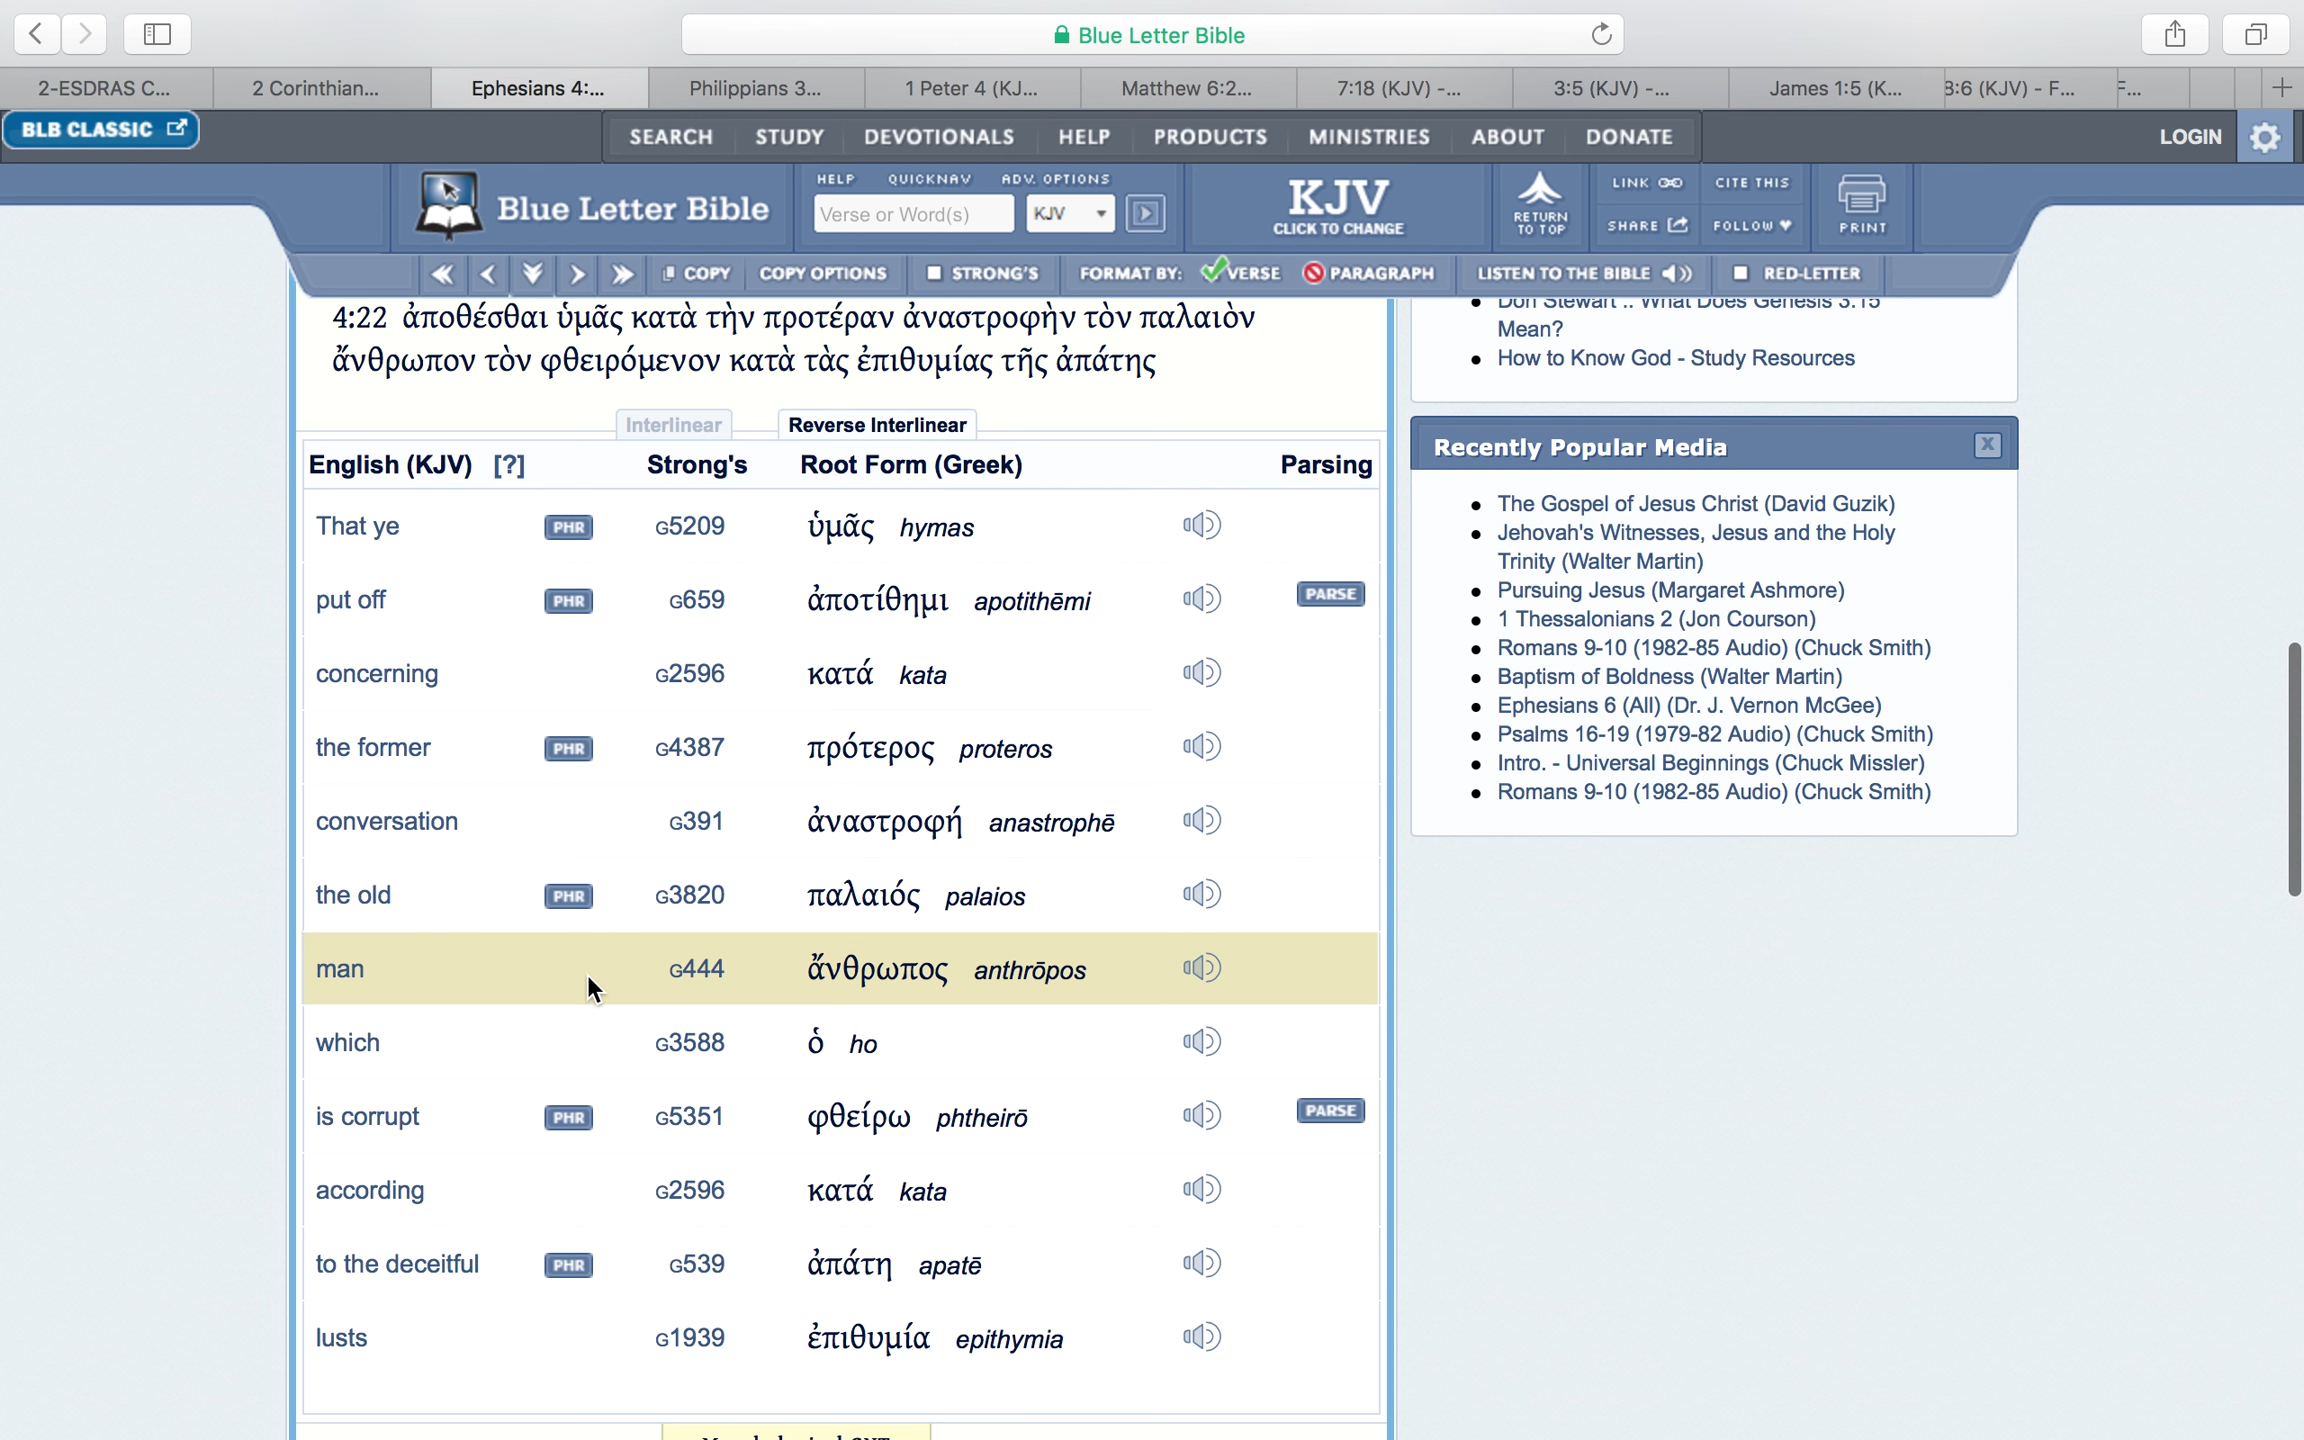 Blue Letter Bible
2-ESDRAS C...
2 Corinthian...
Ephesians 4:...
Philippians 3...
1 Peter 4 (KJ...
Matthew 6:2...
7:18 (KJV) -...
3:5 (KJV) -...
James 1:5 (K...
3:6 (KJV) - F...
F...
BLB CLASSIC
SEARCH STUDY DEVOTIONALS HELP PRODUCTS MINISTRIES ABOUT DONATE
LOGIN
Blue Letter Bible
HELP QUICKNAV ADV. OPTIONS
Verse or Word(s)
KJV
KJV
CLICK TO CHANGE
RETURN
TO TOP
LINK CITE THIS
SHARE FOLLOW
PRINT
COPY COPY OPTIONS STRONG'S FORMAT BY: VERSE PARAGRAPH LISTEN TO THE BIBLE RED-LETTER
4:22 ἀποθέσθαι ὑμᾶς κατὰ τὴν προτέραν ἀναστροφὴν τὸν παλαιὸν
ἄνθρωπον τὸν φθειρόμενον κατὰ τὰς ἐπιθυμίας τῆς ἀπάτης
Interlinear Reverse Interlinear
English (KJV) [?] Strong's Root Form (Greek) Parsing
That ye PHR G5209 ὑμᾶς hymas
put off PHR G659 ἀποτίθημι apotithēmi PARSE
concerning G2596 κατά kata
the former PHR G4387 πρότερος proteros
conversation G391 ἀναστροφή anastrophē
the old PHR G3820 παλαιός palaios
man G444 ἄνθρωπος anthrōpos
which G3588 ὁ ho
is corrupt PHR G5351 φθείρω phtheirō PARSE
according G2596 κατά kata
to the deceitful PHR G539 ἀπάτη apatē
lusts G1939 ἐπιθυμία epithymia
Don Stewart :: What Does Genesis 3:15
Mean?
How to Know God - Study Resources
Recently Popular Media
X
The Gospel of Jesus Christ (David Guzik)
Jehovah's Witnesses, Jesus and the Holy
Trinity (Walter Martin)
Pursuing Jesus (Margaret Ashmore)
1 Thessalonians 2 (Jon Courson)
Romans 9-10 (1982-85 Audio) (Chuck Smith)
Baptism of Boldness (Walter Martin)
Ephesians 6 (All) (Dr. J. Vernon McGee)
Psalms 16-19 (1979-82 Audio) (Chuck Smith)
Intro. - Universal Beginnings (Chuck Missler)
Romans 9-10 (1982-85 Audio) (Chuck Smith)